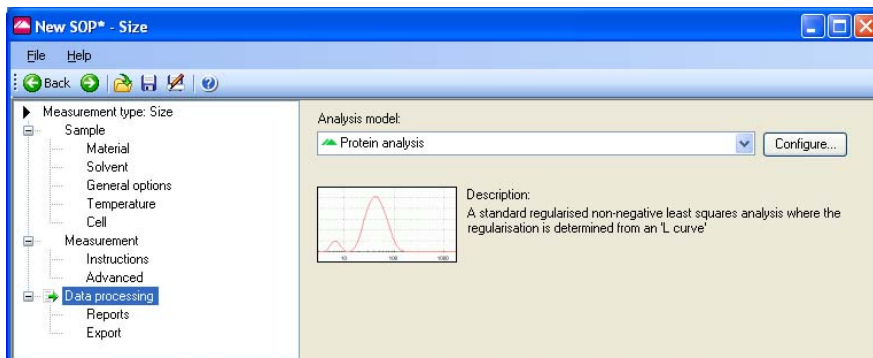 New SOP* - Size
File Help
Back
Measurement type: Size
Sample
Material
Solvent
General options
Temperature
Cell
Measurement
Instructions
Advanced
Data processing
Reports
Export
Analysis model:
Protein analysis
Configure...
Description:
A standard regularised non-negative least squares analysis where the
regularisation is determined from an 'L curve'
10 100 1000